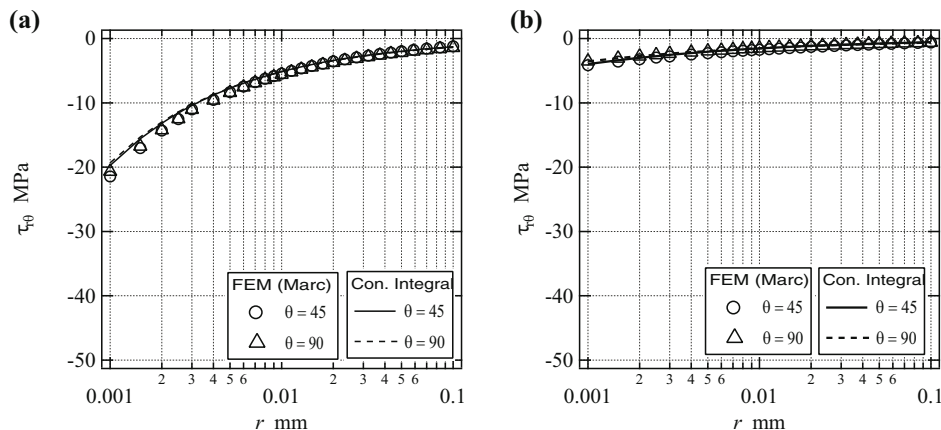 (a)
0
-10
-20
-30
-40
-50
τrθ MPa
FEM (Marc)
θ = 45
θ = 90
Con. Integral
θ = 45
θ = 90
2 3 4 5 6 2 3 4 5 6
0.001 0.01 0.1
r mm
(b)
0
-10
-20
-30
-40
-50
τrθ MPa
FEM (Marc)
θ = 45
θ = 90
Con. Integral
θ = 45
θ = 90
2 3 4 5 6 2 3 4 5 6
0.001 0.01 0.1
r mm